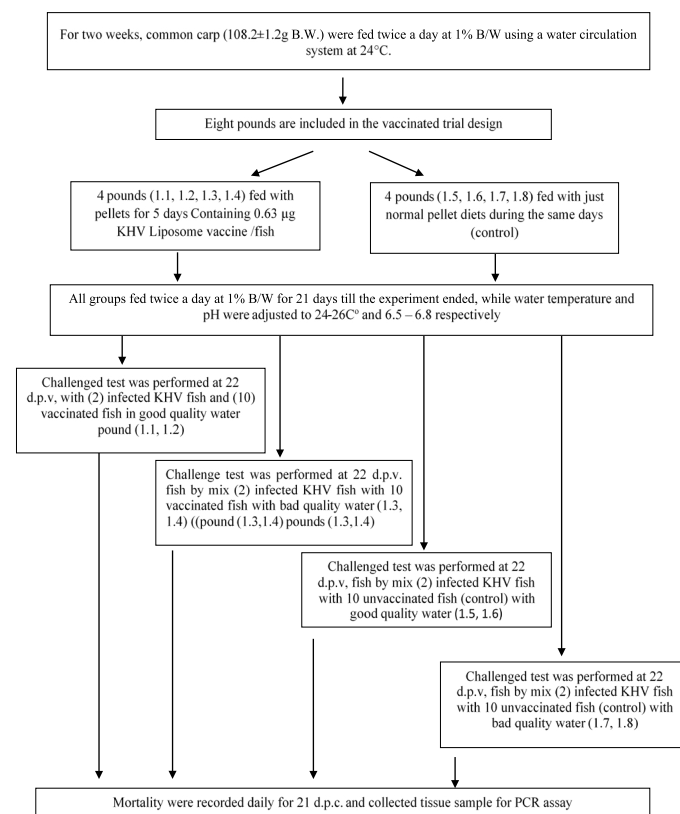 For two weeks, common carp (108.2±1.2g B.W.) were fed twice a day at 1% B/W using a water circulation
system at 24°C.
Eight pounds are included in the vaccinated trial design
4 pounds (1.1, 1.2, 1.3, 1.4) fed with
pellets for 5 days Containing 0.63 µg
KHV Liposome vaccine /fish
4 pounds (1.5, 1.6, 1.7, 1.8) fed with just
normal pellet diets during the same days
(control)
All groups fed twice a day at 1% B/W for 21 days till the experiment ended, while water temperature and
pH were adjusted to 24-26Cº and 6.5 – 6.8 respectively
Challenged test was performed at 22
d.p.v, with (2) infected KHV fish and (10)
vaccinated fish in good quality water
pound (1.1, 1.2)
Challenge test was performed at 22 d.p.v.
fish by mix (2) infected KHV fish with 10
vaccinated fish with bad quality water (1.3,
1.4) ((pound (1.3,1.4) pounds (1.3,1.4)
Challenged test was performed at 22
d.p.v, fish by mix (2) infected KHV fish
with 10 unvaccinated fish (control) with
good quality water (1.5, 1.6)
Challenged test was performed at 22
d.p.v, fish by mix (2) infected KHV fish
with 10 unvaccinated fish (control) with
bad quality water (1.7, 1.8)
Mortality were recorded daily for 21 d.p.c. and collected tissue sample for PCR assay